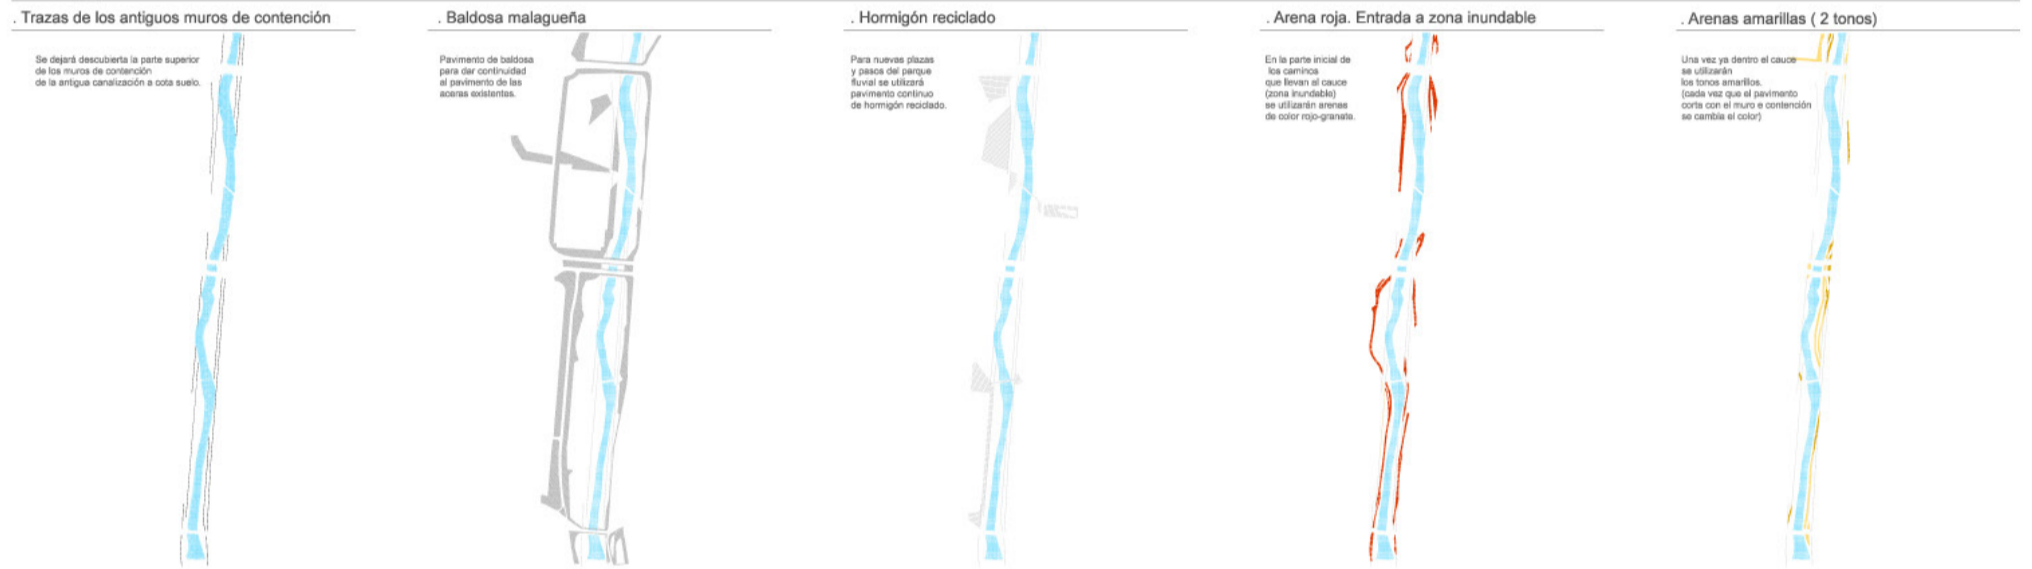 . Trazas de los antiguos muros de contención
Se dejará descubierta la parte superior
de los muros de contención
de la antigua canalización a cota suelo.
. Baldosa malagueña
Pavimento de baldosa
para dar continuidad
al pavimento de las
aceras existentes.
. Hormigón reciclado
Para nuevas plazas
y pasos del parque
fluvial se utilizará
pavimento continuo
de hormigón reciclado.
. Arena roja. Entrada a zona inundable
En la parte inicial de
los caminos
que llevan al cauce
(zona inundable)
se utilizarán arenas
de color rojo-granate.
. Arenas amarillas ( 2 tonos)
Una vez ya dentro el cauce
se utilizarán
los tonos amarillos.
(cada vez que el pavimento
corta con el muro e contención
se cambia el color)